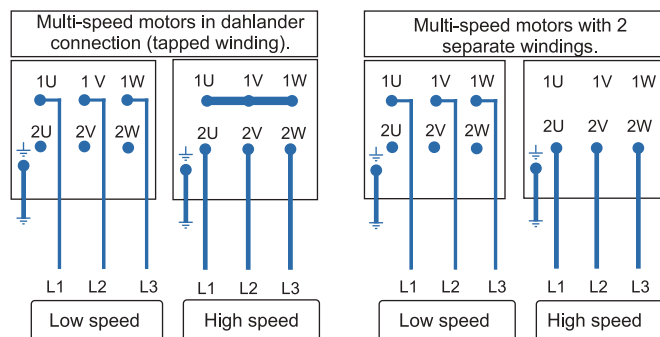 Multi-speed motors in dahlander
connection (tapped winding).
1U 1 V 1W
2U 2V 2W
L1 L2 L3
Low speed
1U 1V 1W
2U 2V 2W
L1 L2 L3
High speed
Multi-speed motors with 2
separate windings.
1U 1V 1W
2U 2V 2W
L1 L2 L3
Low speed
1U 1V 1W
2U 2V 2W
L1 L2 L3
High speed